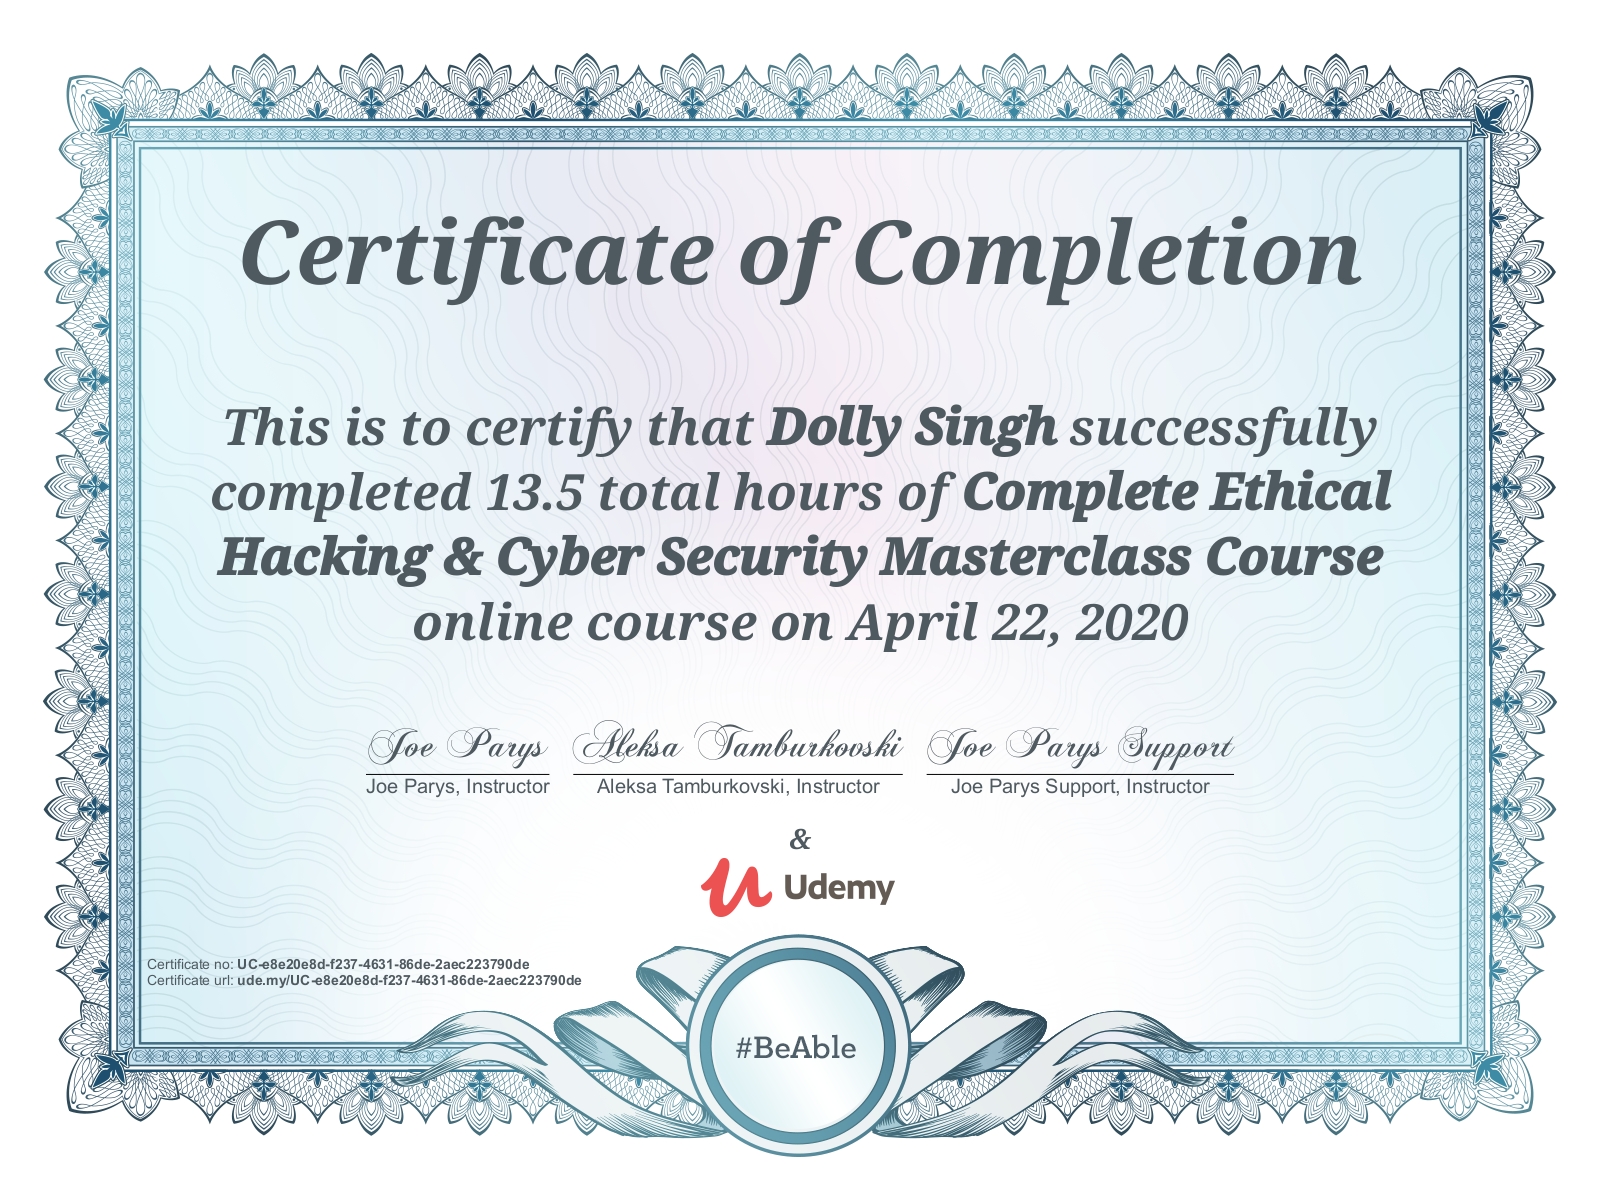 Certificate of Completion
This is to certify that Dolly Singh successfully
completed 13.5 total hours of Complete Ethical
Hacking & Cyber Security Masterclass Course
online course on April 22, 2020
Joe Parys Aleksa Tamburkovski Joe Parys Support
Joe Parys, Instructor Aleksa Tamburkovski, Instructor Joe Parys Support, Instructor
&
Udemy
Certificate no: UC-e8e20e8d-f237-4631-86de-2aec223790de
Certificate url: ude.my/UC-e8e20e8d-f237-4631-86de-2aec223790de
#BeAble